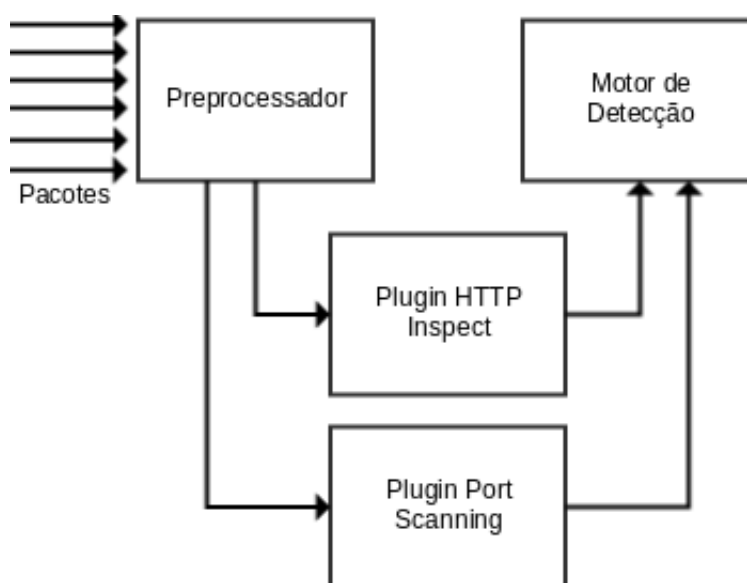 Preprocessador
Motor de
Detecção
Pacotes
Plugin HTTP
Inspect
Plugin Port
Scanning